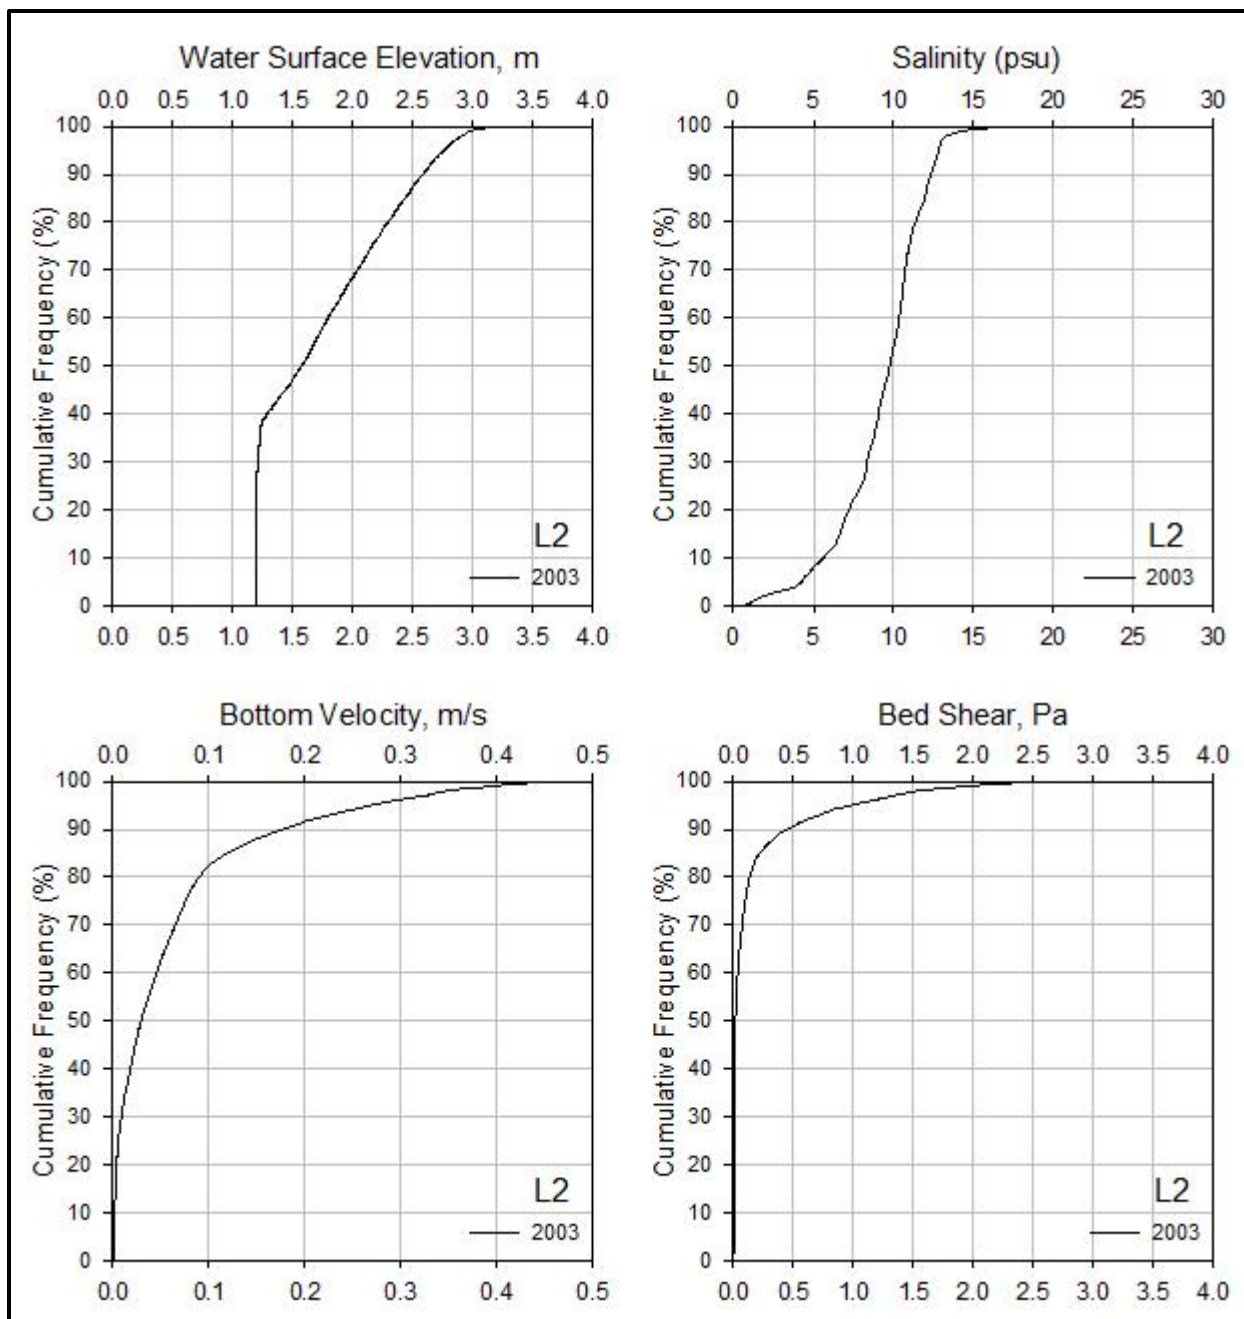 Water Surface Elevation, m
0.0 0.5 1.0 1.5 2.0 2.5 3.0 3.5 4.0
100
90
80
70
60
50
40
30
20
10
0
Cumulative Frequency (%)
L2
2003
0.0 0.5 1.0 1.5 2.0 2.5 3.0 3.5 4.0
Salinity (psu)
0 5 10 15 20 25 30
100
90
80
70
60
50
40
30
20
10
0
Cumulative Frequency (%)
L2
2003
0 5 10 15 20 25 30
Bottom Velocity, m/s
0.0 0.1 0.2 0.3 0.4 0.5
100
90
80
70
60
50
40
30
20
10
0
Cumulative Frequency (%)
L2
2003
0.0 0.1 0.2 0.3 0.4 0.5
Bed Shear, Pa
0.0 0.5 1.0 1.5 2.0 2.5 3.0 3.5 4.0
100
90
80
70
60
50
40
30
20
10
0
Cumulative Frequency (%)
L2
2003
0.0 0.5 1.0 1.5 2.0 2.5 3.0 3.5 4.0